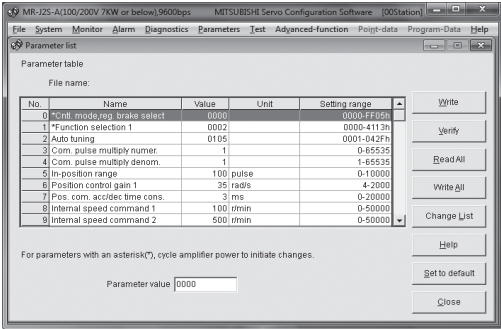 MR-J2S-A(100/200V 7KW or below),9600bps MITSUBISHI Servo Configuration Software [00Station]
File System Monitor Alarm Diagnostics Parameters Test Advanced-function Point-data Program-Data Help
Parameter list
Parameter table
File name:
No. Name Value Unit Setting range
0 *Cntl. mode,reg. brake select 0000 0000-FF05h
1 *Function selection 1 0002 0000-4113h
2 Auto tuning 0105 0001-042Fh
3 Com. pulse multiply numer. 1 0-65535
4 Com. pulse multiply denom. 1 1-65535
5 In-position range 100 pulse 0-10000
6 Position control gain 1 35 rad/s 4-2000
7 Pos. com. acc/dec time cons. 3 ms 0-20000
8 Internal speed command 1 100 r/min 0-50000
9 Internal speed command 2 500 r/min 0-50000
For parameters with an asterisk(*), cycle amplifier power to initiate changes.
Parameter value 0000
Write
Verify
Read All
Write All
Change List
Help
Set to default
Close